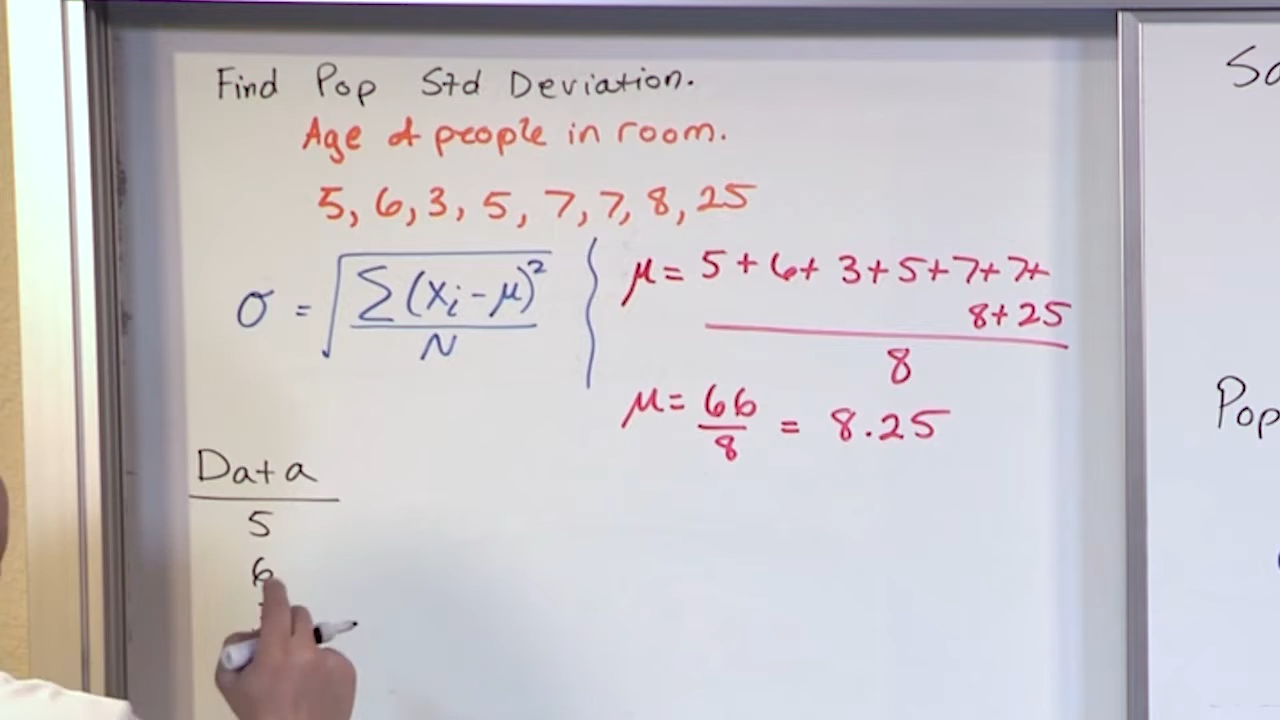 Find Pop Std Deviation.
Age of people in room.
5, 6, 3, 5, 7, 7, 8, 25
σ = √(Σ(xᵢ - μ)² / N)
μ = 5 + 6 + 3 + 5 + 7 + 7 +
8 + 25
8
μ = 66/8 = 8.25
Data
5
6
Pop